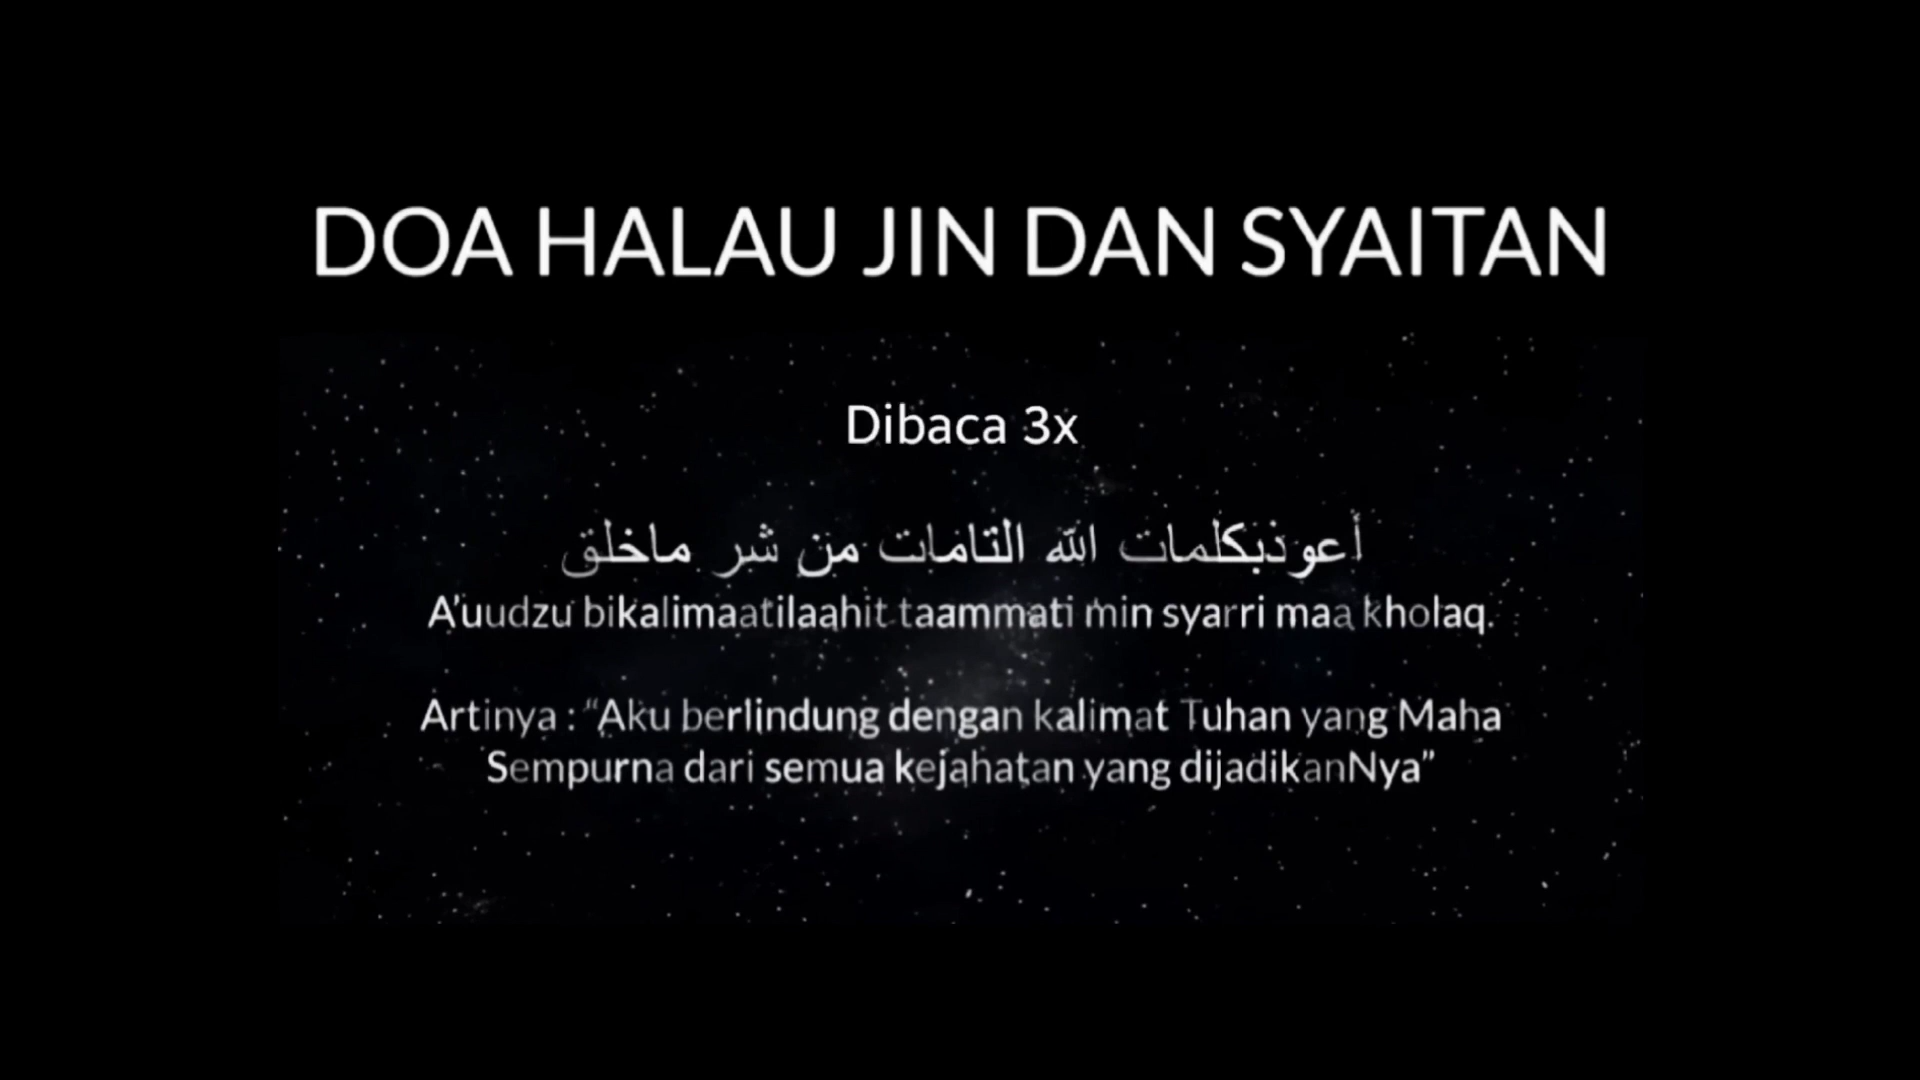 DOA HALAU JIN DAN SYAITAN
Dibaca 3x
أعوذبكلمات الله التامات من شر ماخلق
A'uudzu bikalimaatilaahit taammati min syarri maa kholaq.
Artinya : “Aku berlindung dengan kalimat Tuhan yang Maha
Sempurna dari semua kejahatan yang dijadikanNya”